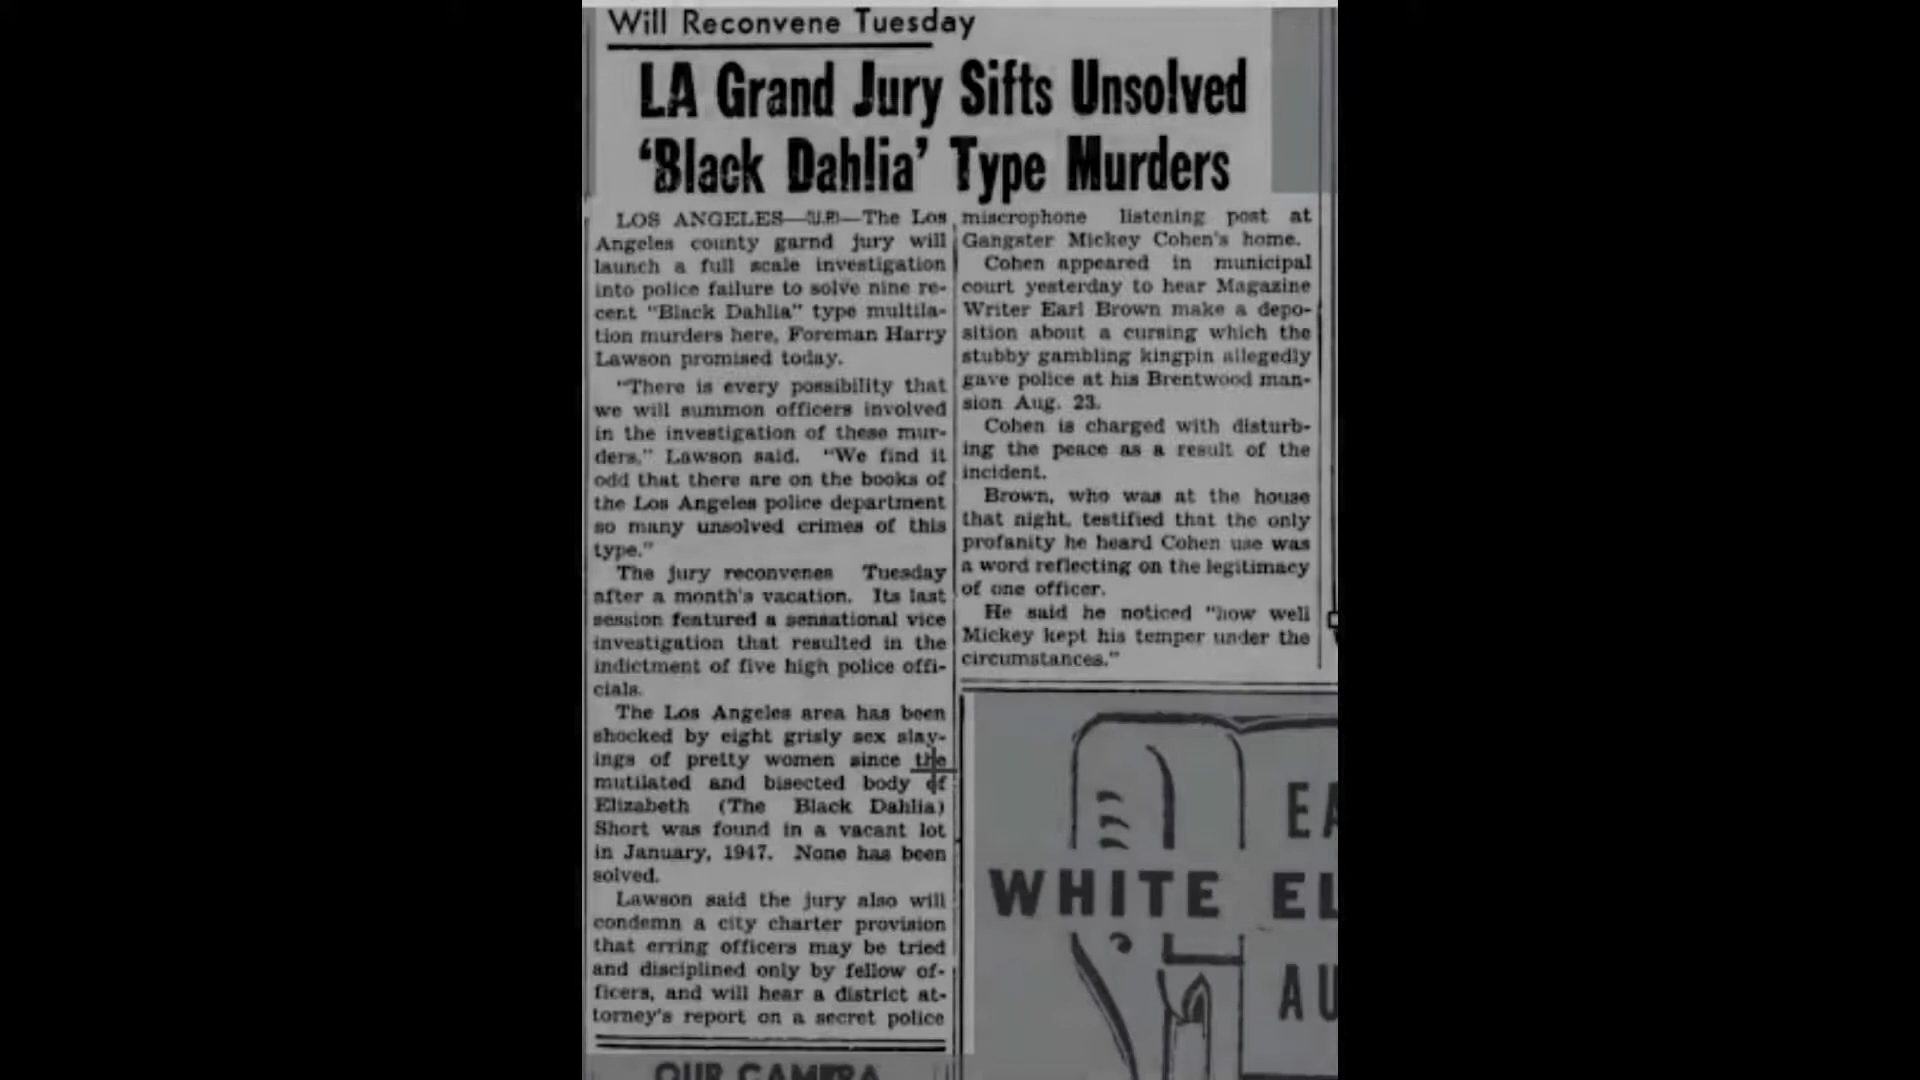 Will Reconvene Tuesday
LA Grand Jury Sifts Unsolved
‘Black Dahlia’ Type Murders
LOS ANGELES—(U.P.)—The Los
Angeles county garnd jury will
launch a full scale investigation
into police failure to solve nine re-
cent "Black Dahlia" type multila-
tion murders here, Foreman Harry
Lawson promised today.
"There is every possibility that
we will summon officers involved
in the investigation of these mur-
ders," Lawson said. "We find it
odd that there are on the books of
the Los Angeles police department
so many unsolved crimes of this
type."
The jury reconvenes Tuesday
after a month's vacation. Its last
session featured a sensational vice
investigation that resulted in the
indictment of five high police offi-
cials.
The Los Angeles area has been
shocked by eight grisly sex slay-
ings of pretty women since the
mutilated and bisected body of
Elizabeth (The Black Dahlia)
Short was found in a vacant lot
in January, 1947. None has been
solved.
Lawson said the jury also will
condemn a city charter provision
that erring officers may be tried
and disciplined only by fellow of-
ficers, and will hear a district at-
torney's report on a secret police
miscrophone listening post at
Gangster Mickey Cohen's home.
Cohen appeared in municipal
court yesterday to hear Magazine
Writer Earl Brown make a depo-
sition about a cursing which the
stubby gambling kingpin allegedly
gave police at his Brentwood man-
sion Aug. 23.
Cohen is charged with disturb-
ing the peace as a result of the
incident.
Brown, who was at the house
that night, testified that the only
profanity he heard Cohen use was
a word reflecting on the legitimacy
of one officer.
He said he noticed "how well
Mickey kept his temper under the
circumstances."
EA
WHITE EL
AU
OUR CAMERA